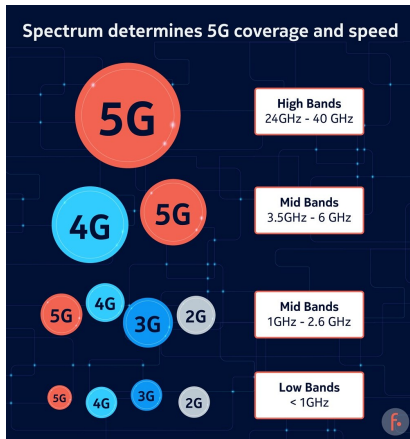 Spectrum determines 5G coverage and speed
5G
High Bands
24GHz - 40 GHz
4G
5G
Mid Bands
3.5GHz - 6 GHz
5G
4G
3G
2G
Mid Bands
1GHz - 2.6 GHz
5G
4G
3G
2G
Low Bands
< 1GHz
f.